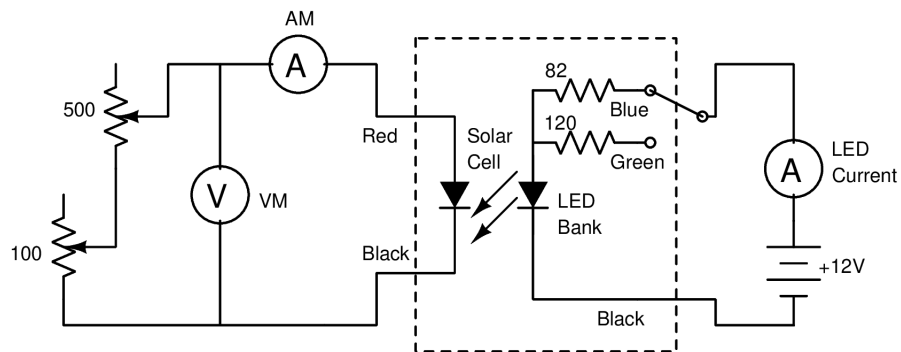 AM
A
500
100
V
VM
Red
Black
Solar
Cell
82
Blue
120
Green
LED
Bank
Black
A
LED
Current
+12V